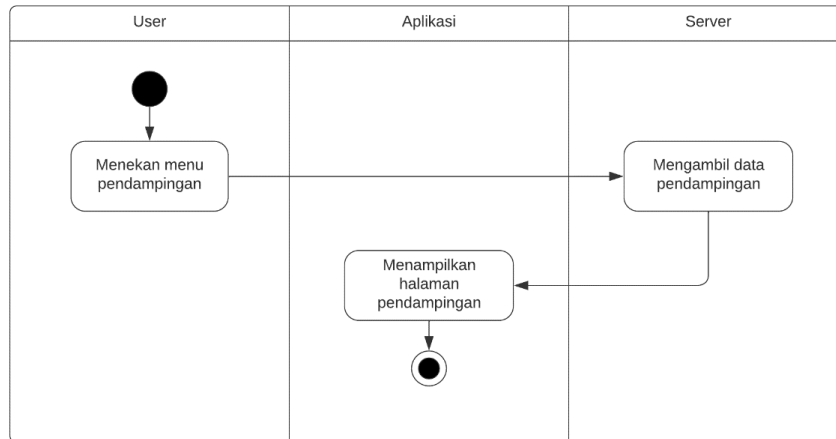 User
Aplikasi
Server
Menekan menu
pendampingan
Mengambil data
pendampingan
Menampilkan
halaman
pendampingan